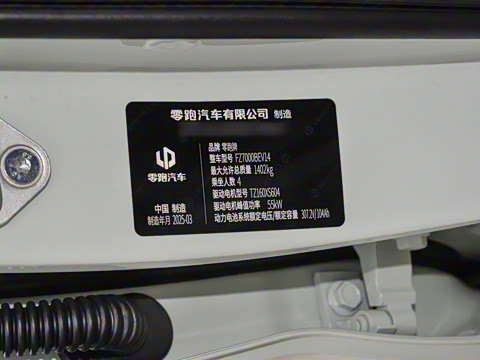 零跑汽车有限公司 制造
品牌 零跑牌
整车型号 FZ7000BEV14
最大允许总质量 1402kg
乘坐人数 4
驱动电机型号 TZ160XS604
驱动电机峰值功率 55kW
动力电池系统额定电压/额定容量 307.2V/104Ah
零跑汽车
中国 制造
制造年月 2025-03